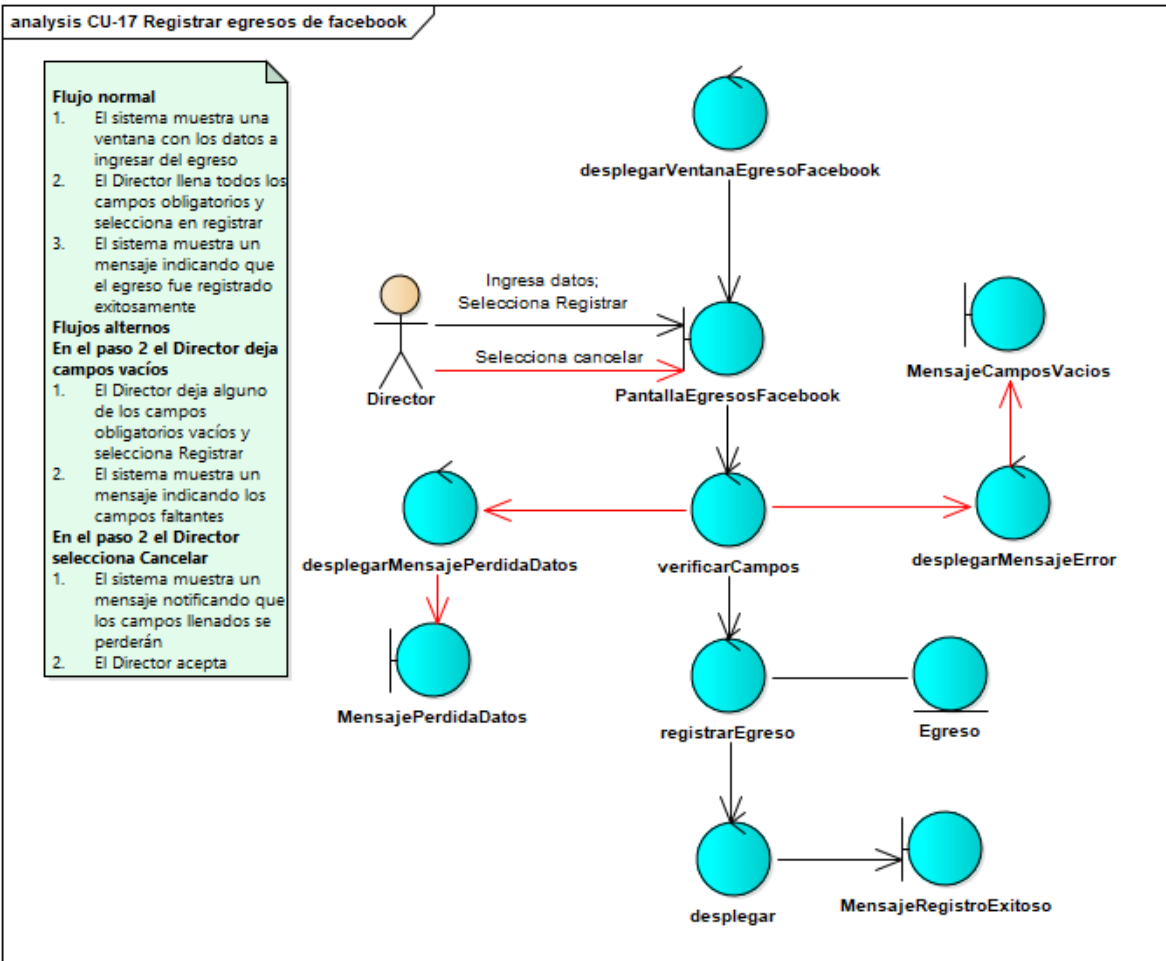 analysis CU-17 Registrar egresos de facebook
Flujo normal
1. El sistema muestra una
ventana con los datos a
ingresar del egreso
2. El Director llena todos los
campos obligatorios y
selecciona en registrar
3. El sistema muestra un
mensaje indicando que
el egreso fue registrado
exitosamente
Flujos alternos
En el paso 2 el Director deja
campos vacíos
1. El Director deja alguno
de los campos
obligatorios vacíos y
selecciona Registrar
2. El sistema muestra un
mensaje indicando los
campos faltantes
En el paso 2 el Director
selecciona Cancelar
1. El sistema muestra un
mensaje notificando que
los campos llenados se
perderán
2. El Director acepta
desplegarVentanaEgresoFacebook
Ingresa datos;
Selecciona Registrar
Selecciona cancelar
Director
PantallaEgresosFacebook
MensajeCamposVacios
desplegarMensajePerdidaDatos
verificarCampos
desplegarMensajeError
MensajePerdidaDatos
registrarEgreso
Egreso
desplegar
MensajeRegistroExitoso